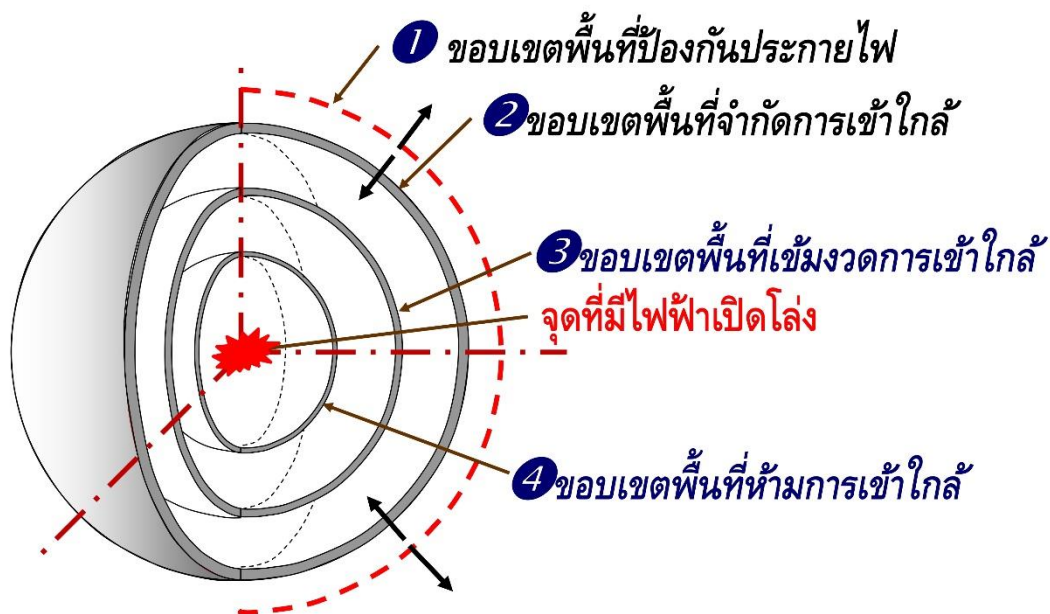 1 ขอบเขตพื้นที่ป้องกันประกายไฟ
2 ขอบเขตพื้นที่จำกัดการเข้าใกล้
3 ขอบเขตพื้นที่เข้มงวดการเข้าใกล้
จุดที่มีไฟฟ้าเปิดโล่ง
4 ขอบเขตพื้นที่ห้ามการเข้าใกล้